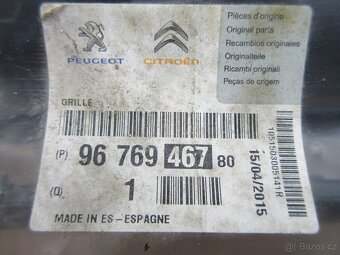 PEUGEOT
CITROËN
Pièces d'origine
Original parts
Recambios originales
Originalteile
Ricambi originali
Peças de origem
GRILLE
(P) 96 769 467 80
(Q) 1
MADE IN ES-ESPAGNE
15/04/2015
Bazoš.cz